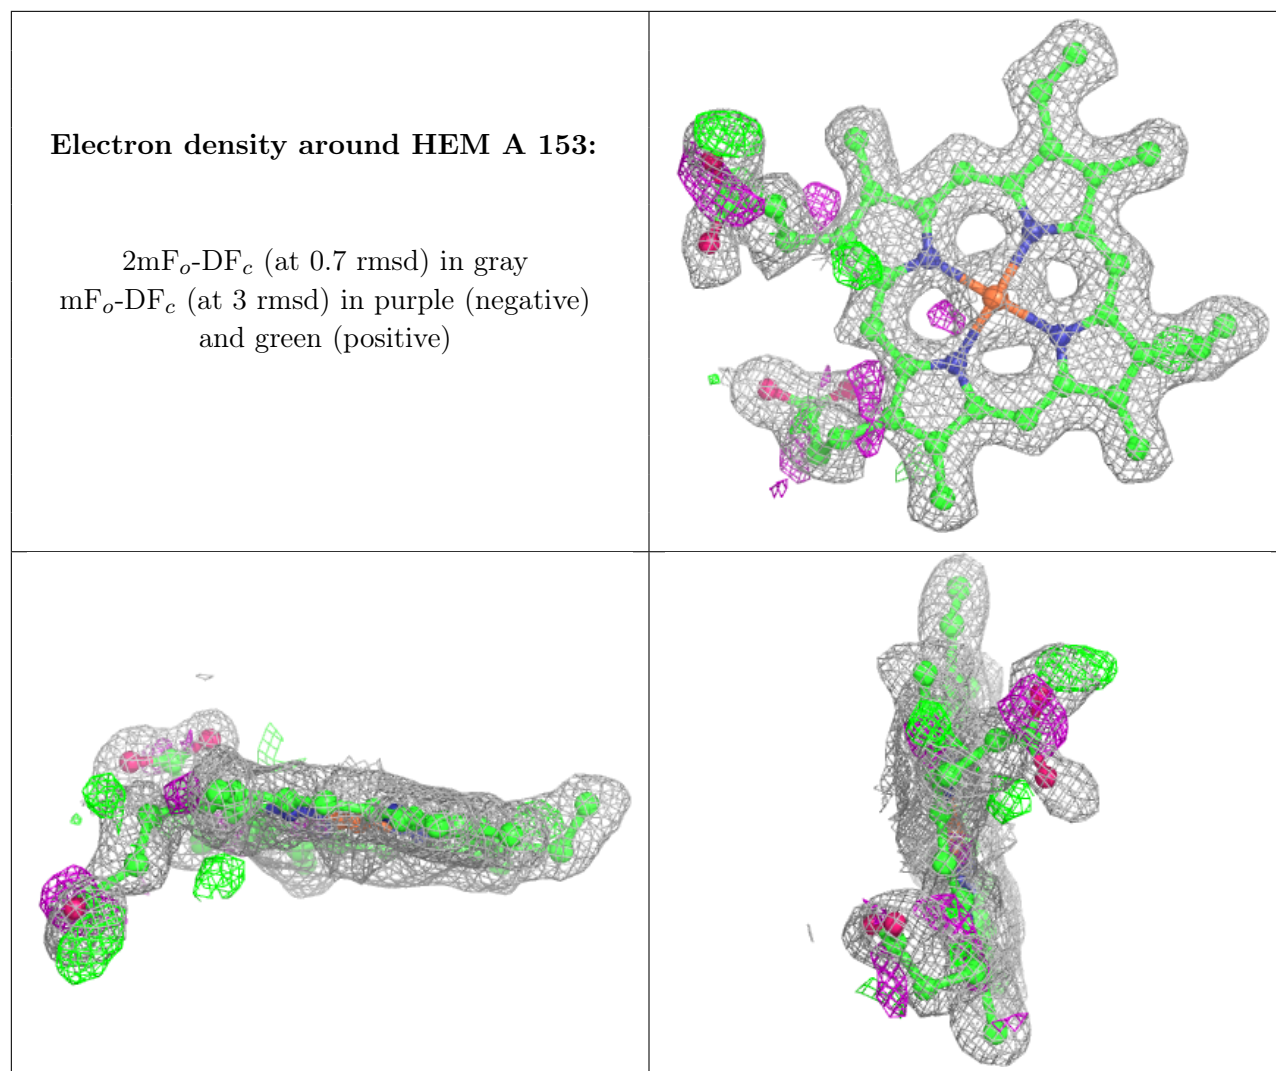 Electron density around HEM A 153:
2mFo-DFc (at 0.7 rmsd) in gray
mFo-DFc (at 3 rmsd) in purple (negative)
and green (positive)